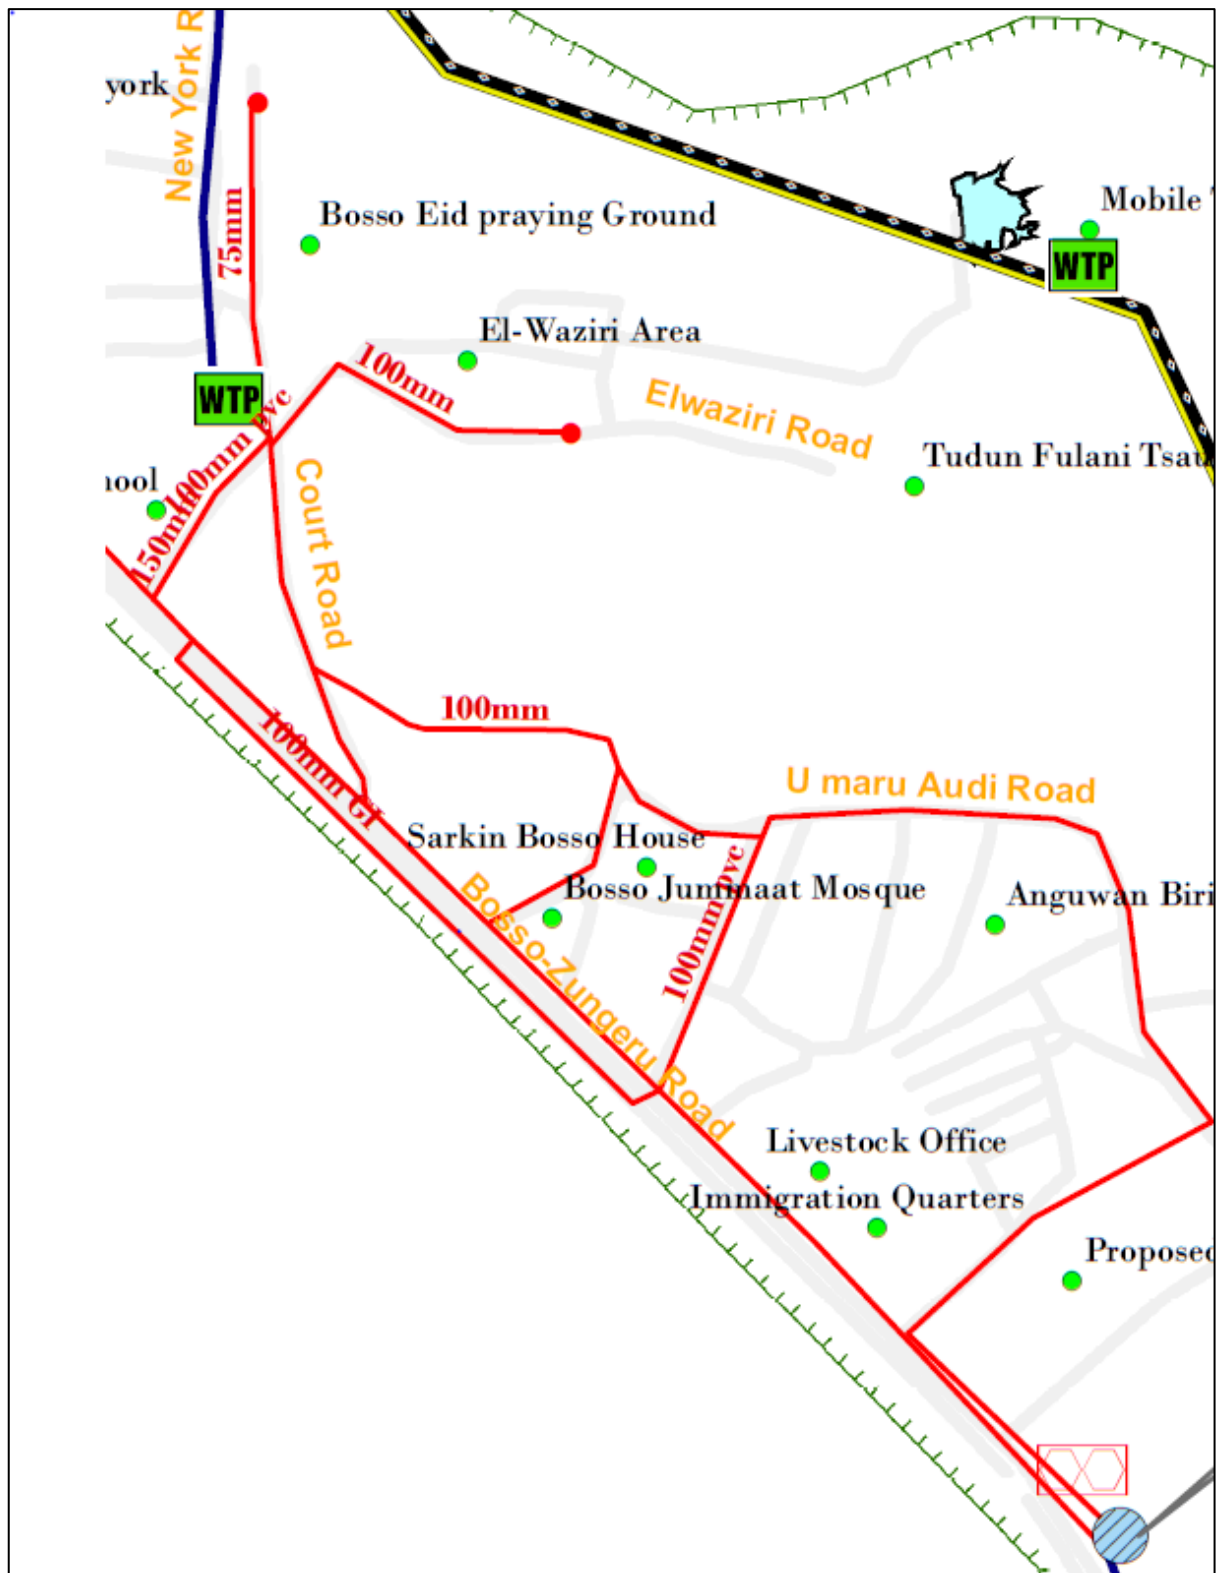 New York R
york
75mm
Bosso Eid praying Ground
Mobile
WTP
El-Waziri Area
100mm
WTP
Elwaziri Road
100mm pvc
Tudun Fulani Tsau
hool
150mm
Court Road
100mm
100mm GI
U maru Audi Road
Sarkin Bosso House
100mm pvc
Bosso Jummaat Mosque
Anguwan Biri
Bosso-Zungeru Road
Livestock Office
Immigration Quarters
Proposed